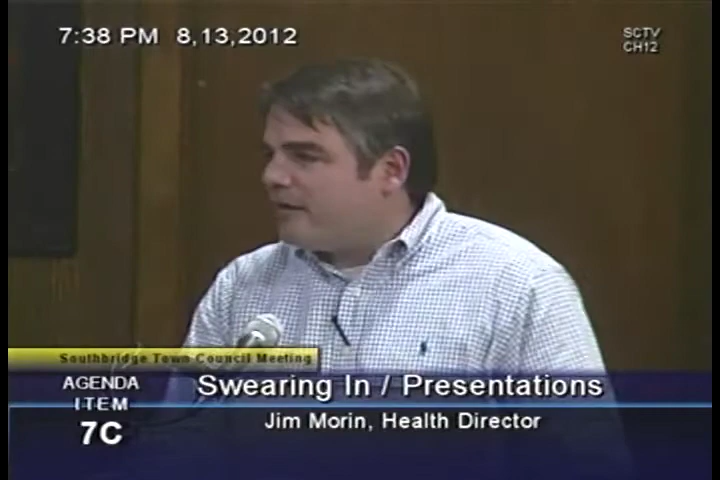 7:38 PM 8,13,2012
SCTV
CH12
Southbridge Town Council Meeting
AGENDA
ITEM
7C
Swearing In / Presentations
Jim Morin, Health Director